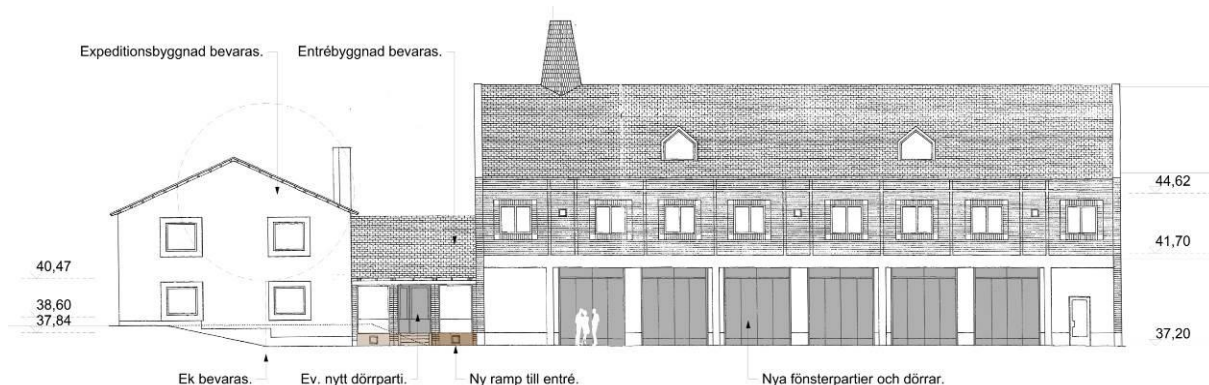 Expeditionsbyggnad bevaras.
Entrébyggnad bevaras.
44,62
41,70
40,47
38,60
37,84
37,20
Ek bevaras.
Ev. nytt dörrparti.
Ny ramp till entré.
Nya fönsterpartier och dörrar.